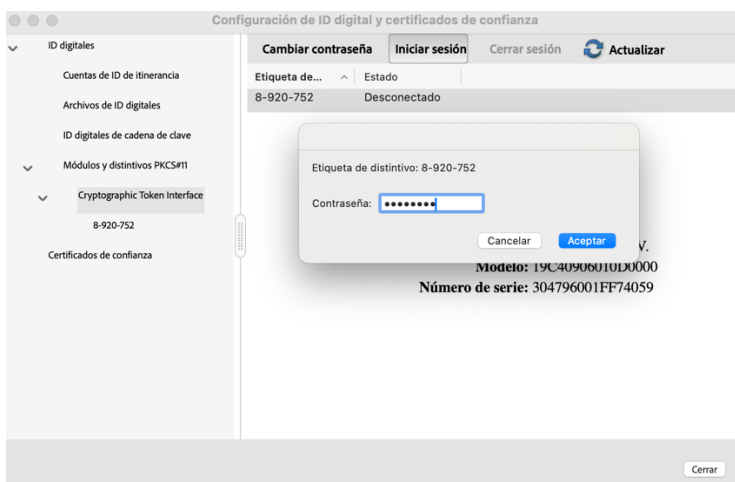 Configuración de ID digital y certificados de confianza
ID digitales
Cuentas de ID de itinerancia
Archivos de ID digitales
ID digitales de cadena de clave
Módulos y distintivos PKCS#11
Cryptographic Token Interface
8-920-752
Certificados de confianza
Cambiar contraseña Iniciar sesión Cerrar sesión Actualizar
Etiqueta de... Estado
8-920-752 Desconectado
Etiqueta de distintivo: 8-920-752
Contraseña: ••••••••
Cancelar Aceptar
V.
Modelo: 19C40906010D0000
Número de serie: 304796001FF74059
Cerrar